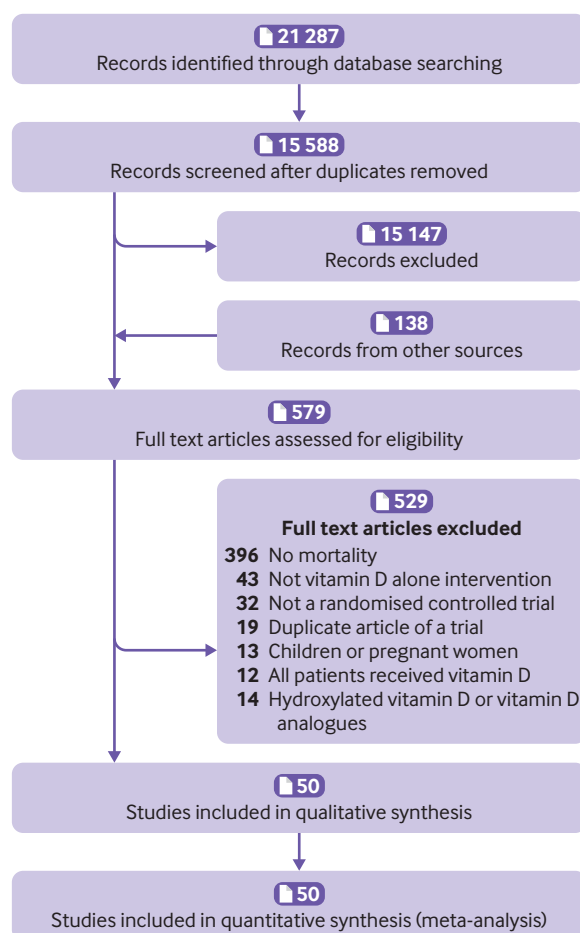 21 287
Records identified through database searching
15 588
Records screened after duplicates removed
15 147
Records excluded
138
Records from other sources
579
Full text articles assessed for eligibility
529
Full text articles excluded
396 No mortality
43 Not vitamin D alone intervention
32 Not a randomised controlled trial
19 Duplicate article of a trial
13 Children or pregnant women
12 All patients received vitamin D
14 Hydroxylated vitamin D or vitamin D
analogues
50
Studies included in qualitative synthesis
50
Studies included in quantitative synthesis (meta-analysis)